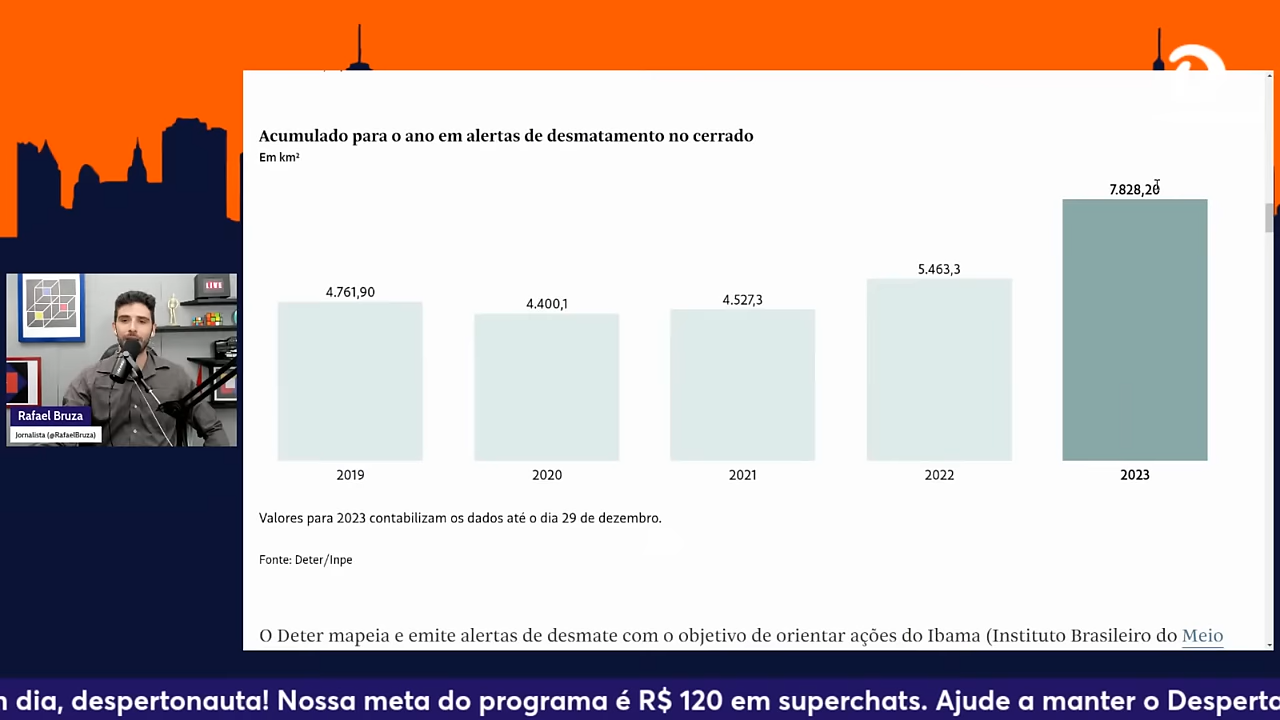 Acumulado para o ano em alertas de desmatamento no cerrado
Em km²
7.828,20
5.463,3
4.761,90
4.400,1
4.527,3
2019
2020
2021
2022
2023
Valores para 2023 contabilizam os dados até o dia 29 de dezembro.
Fonte: Deter/Inpe
O Deter mapeia e emite alertas de desmate com o objetivo de orientar ações do Ibama (Instituto Brasileiro do Meio
LIVE
Rafael Bruza
Jornalista (@RafaelBruza)
dia, despertonauta! Nossa meta do programa é R$ 120 em superchats. Ajude a manter o Desperto